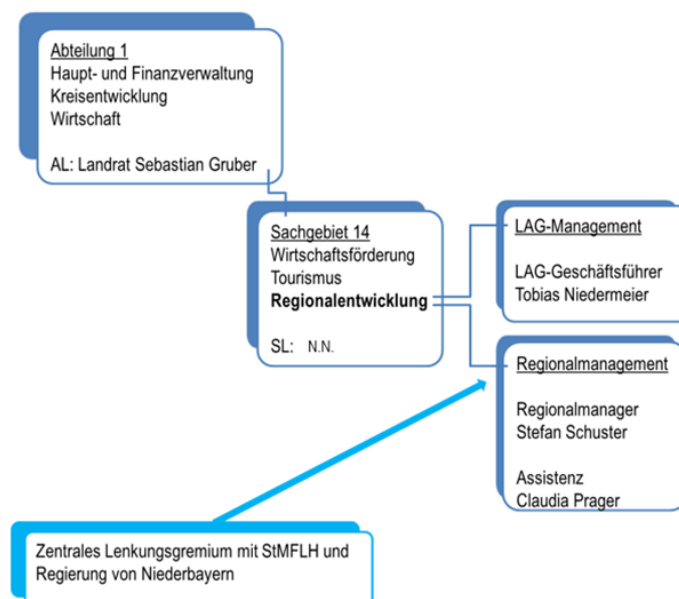 Abteilung 1
Haupt- und Finanzverwaltung
Kreisentwicklung
Wirtschaft
AL: Landrat Sebastian Gruber
Sachgebiet 14
Wirtschaftsförderung
Tourismus
Regionalentwicklung
SL: N.N.
LAG-Management
LAG-Geschäftsführer
Tobias Niedermeier
Regionalmanagement
Regionalmanager
Stefan Schuster
Assistenz
Claudia Prager
Zentrales Lenkungsgremium mit StMFLH und
Regierung von Niederbayern